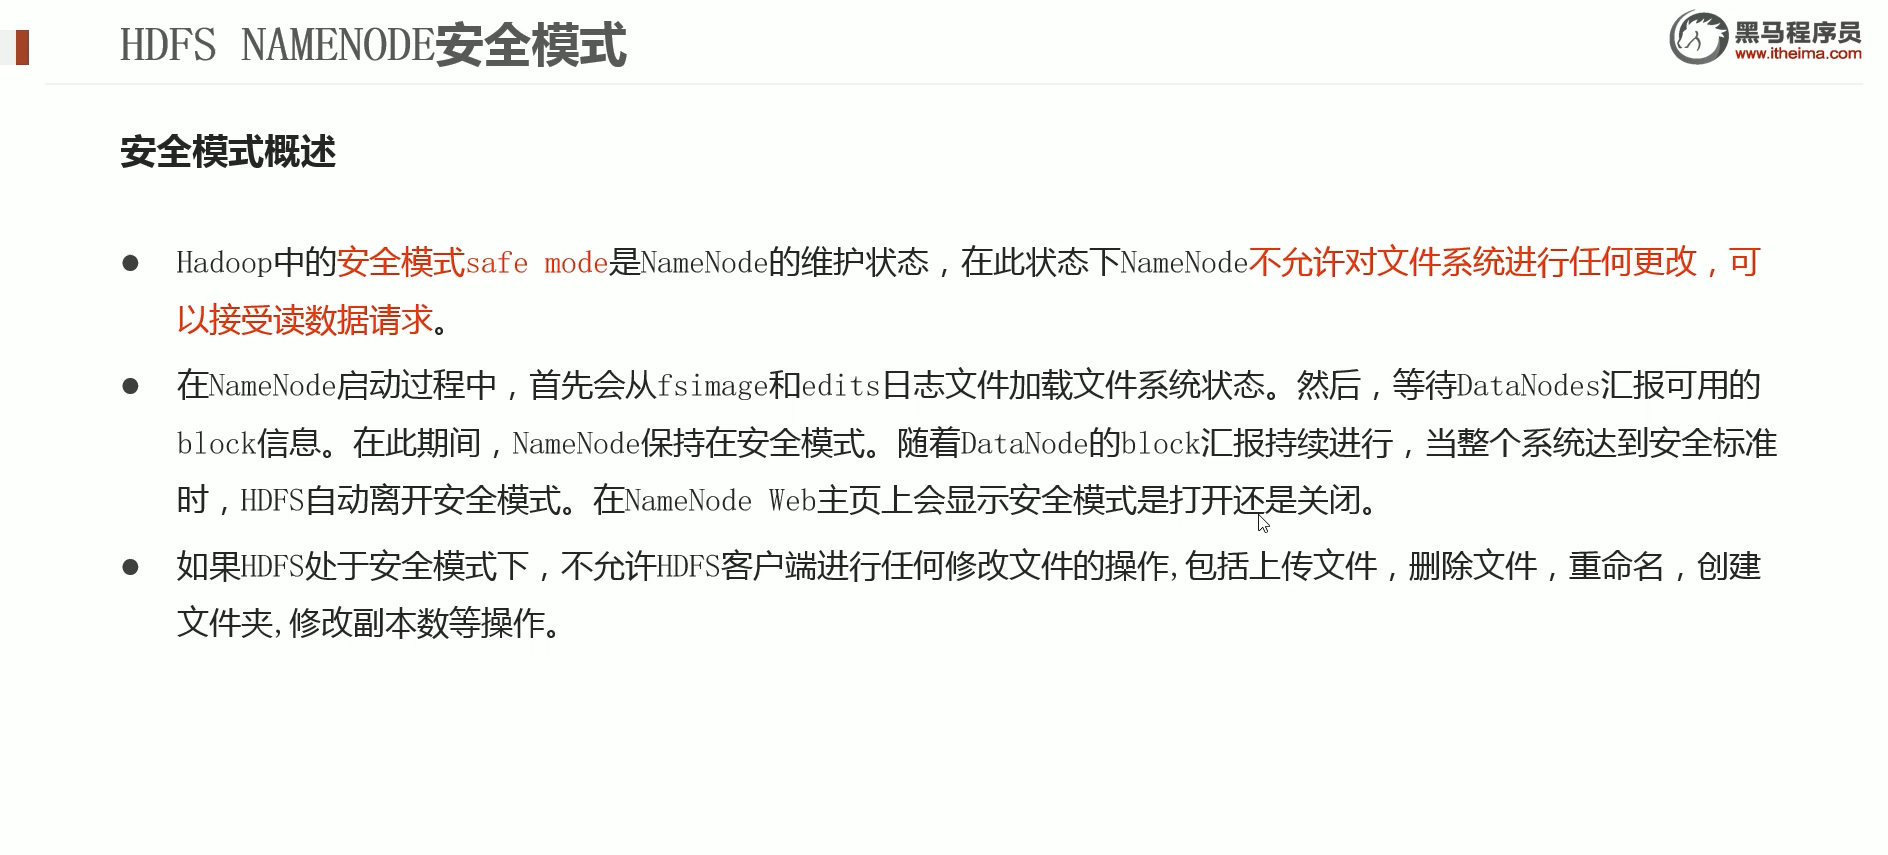 HDFS NAMENODE安全模式
黑马程序员
www.itheima.com
安全模式概述
● Hadoop中的安全模式safe mode是NameNode的维护状态，在此状态下NameNode不允许对文件系统进行任何更改，可
以接受读数据请求。
● 在NameNode启动过程中，首先会从fsimage和edits日志文件加载文件系统状态。然后，等待DataNodes汇报可用的
block信息。在此期间，NameNode保持在安全模式。随着DataNode的block汇报持续进行，当整个系统达到安全标准
时，HDFS自动离开安全模式。在NameNode Web主页上会显示安全模式是打开还是关闭。
● 如果HDFS处于安全模式下，不允许HDFS客户端进行任何修改文件的操作,包括上传文件，删除文件，重命名，创建
文件夹,修改副本数等操作。